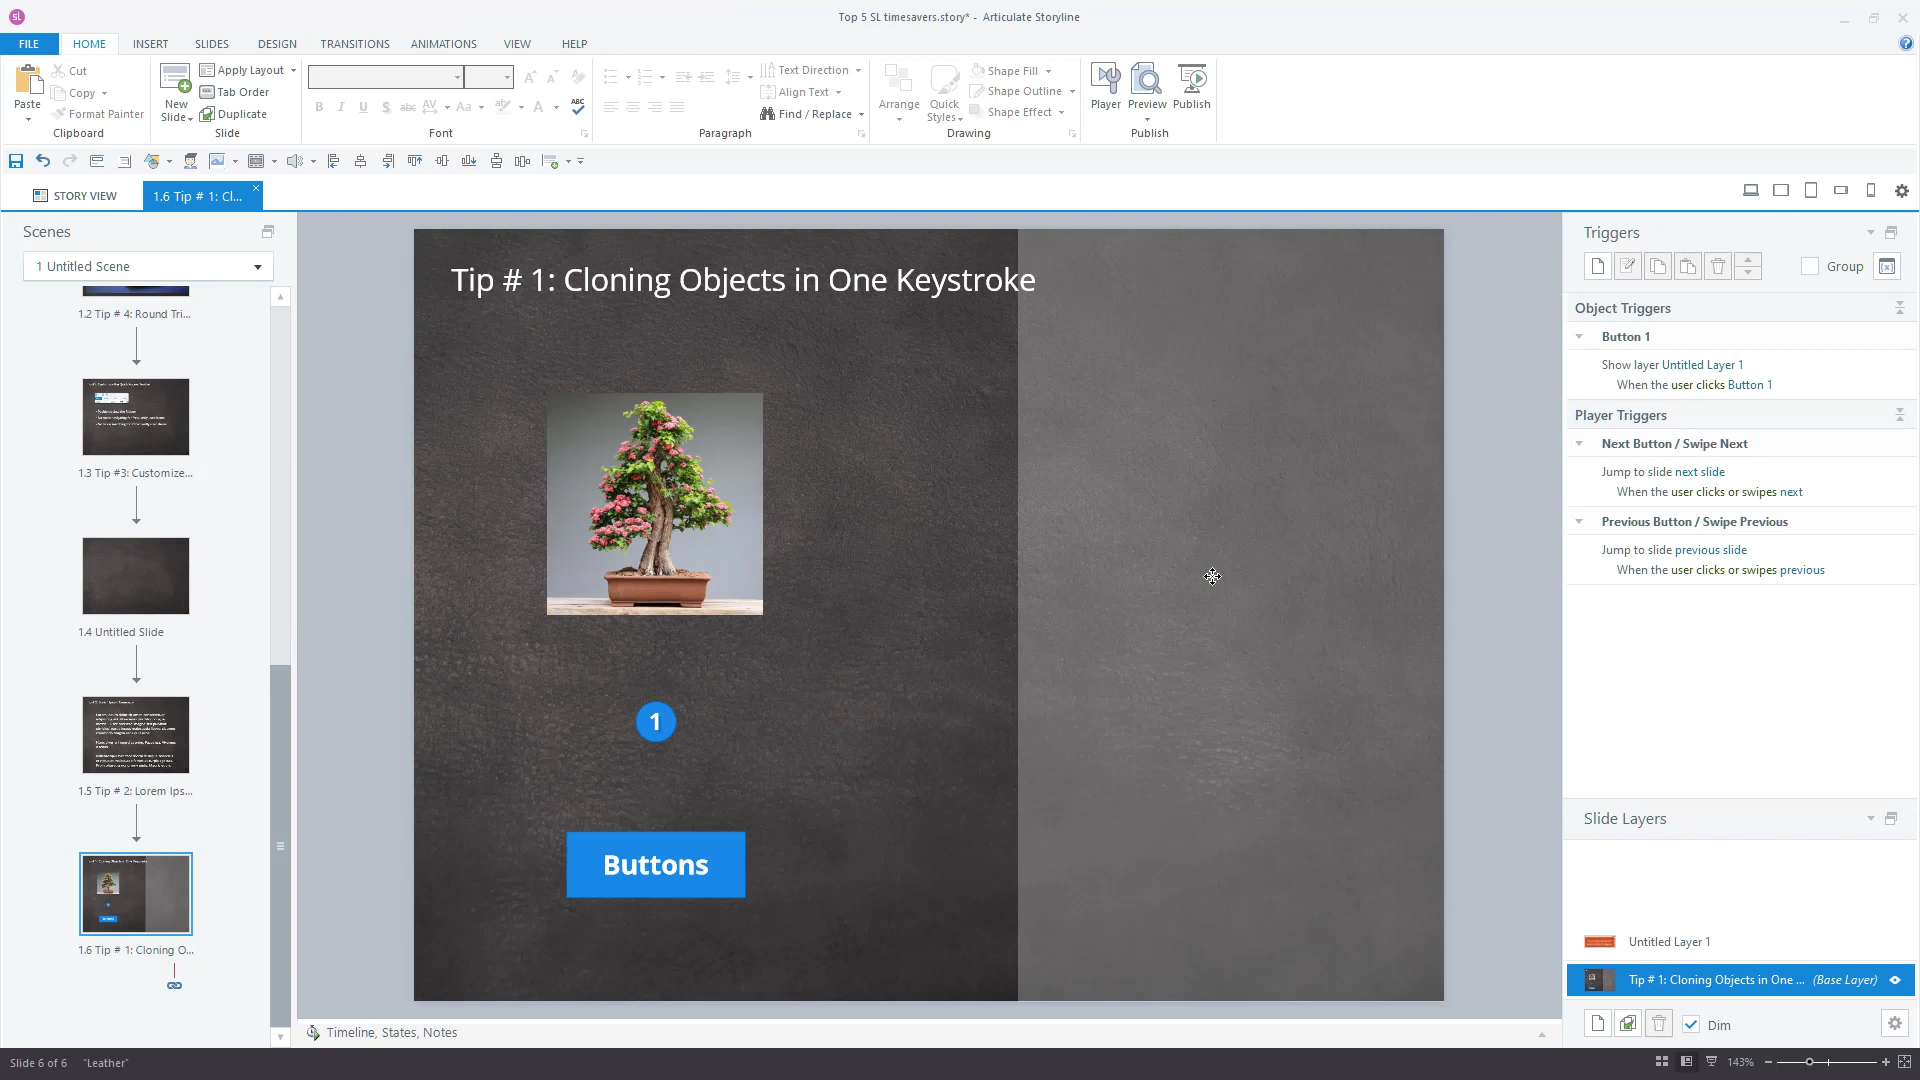 sl
Top 5 SL timesavers.story* - Articulate Storyline
FILE
HOME
INSERT
SLIDES
DESIGN
TRANSITIONS
ANIMATIONS
VIEW
HELP
Paste
Cut
Copy
Format Painter
Clipboard
New
Slide
Apply Layout
Tab Order
Duplicate
Slide
B
I
U
S
abc
AV
Aa
A
ABC
Font
Text Direction
Align Text
Find / Replace
Paragraph
Arrange
Quick
Styles
Shape Fill
Shape Outline
Shape Effect
Drawing
Player
Preview
Publish
Publish
STORY VIEW
1.6 Tip # 1: Cl...
Scenes
1 Untitled Scene
1.2 Tip # 4: Round Tri...
1.3 Tip #3: Customize...
1.4 Untitled Slide
1.5 Tip # 2: Lorem Ips...
1.6 Tip # 1: Cloning O...
Tip # 1: Cloning Objects in One Keystroke
1
Buttons
Timeline, States, Notes
Triggers
Group
Object Triggers
Button 1
Show layer Untitled Layer 1
When the user clicks Button 1
Player Triggers
Next Button / Swipe Next
Jump to slide next slide
When the user clicks or swipes next
Previous Button / Swipe Previous
Jump to slide previous slide
When the user clicks or swipes previous
Slide Layers
Untitled Layer 1
Tip # 1: Cloning Objects in One ... (Base Layer)
Dim
Slide 6 of 6
"Leather"
143%